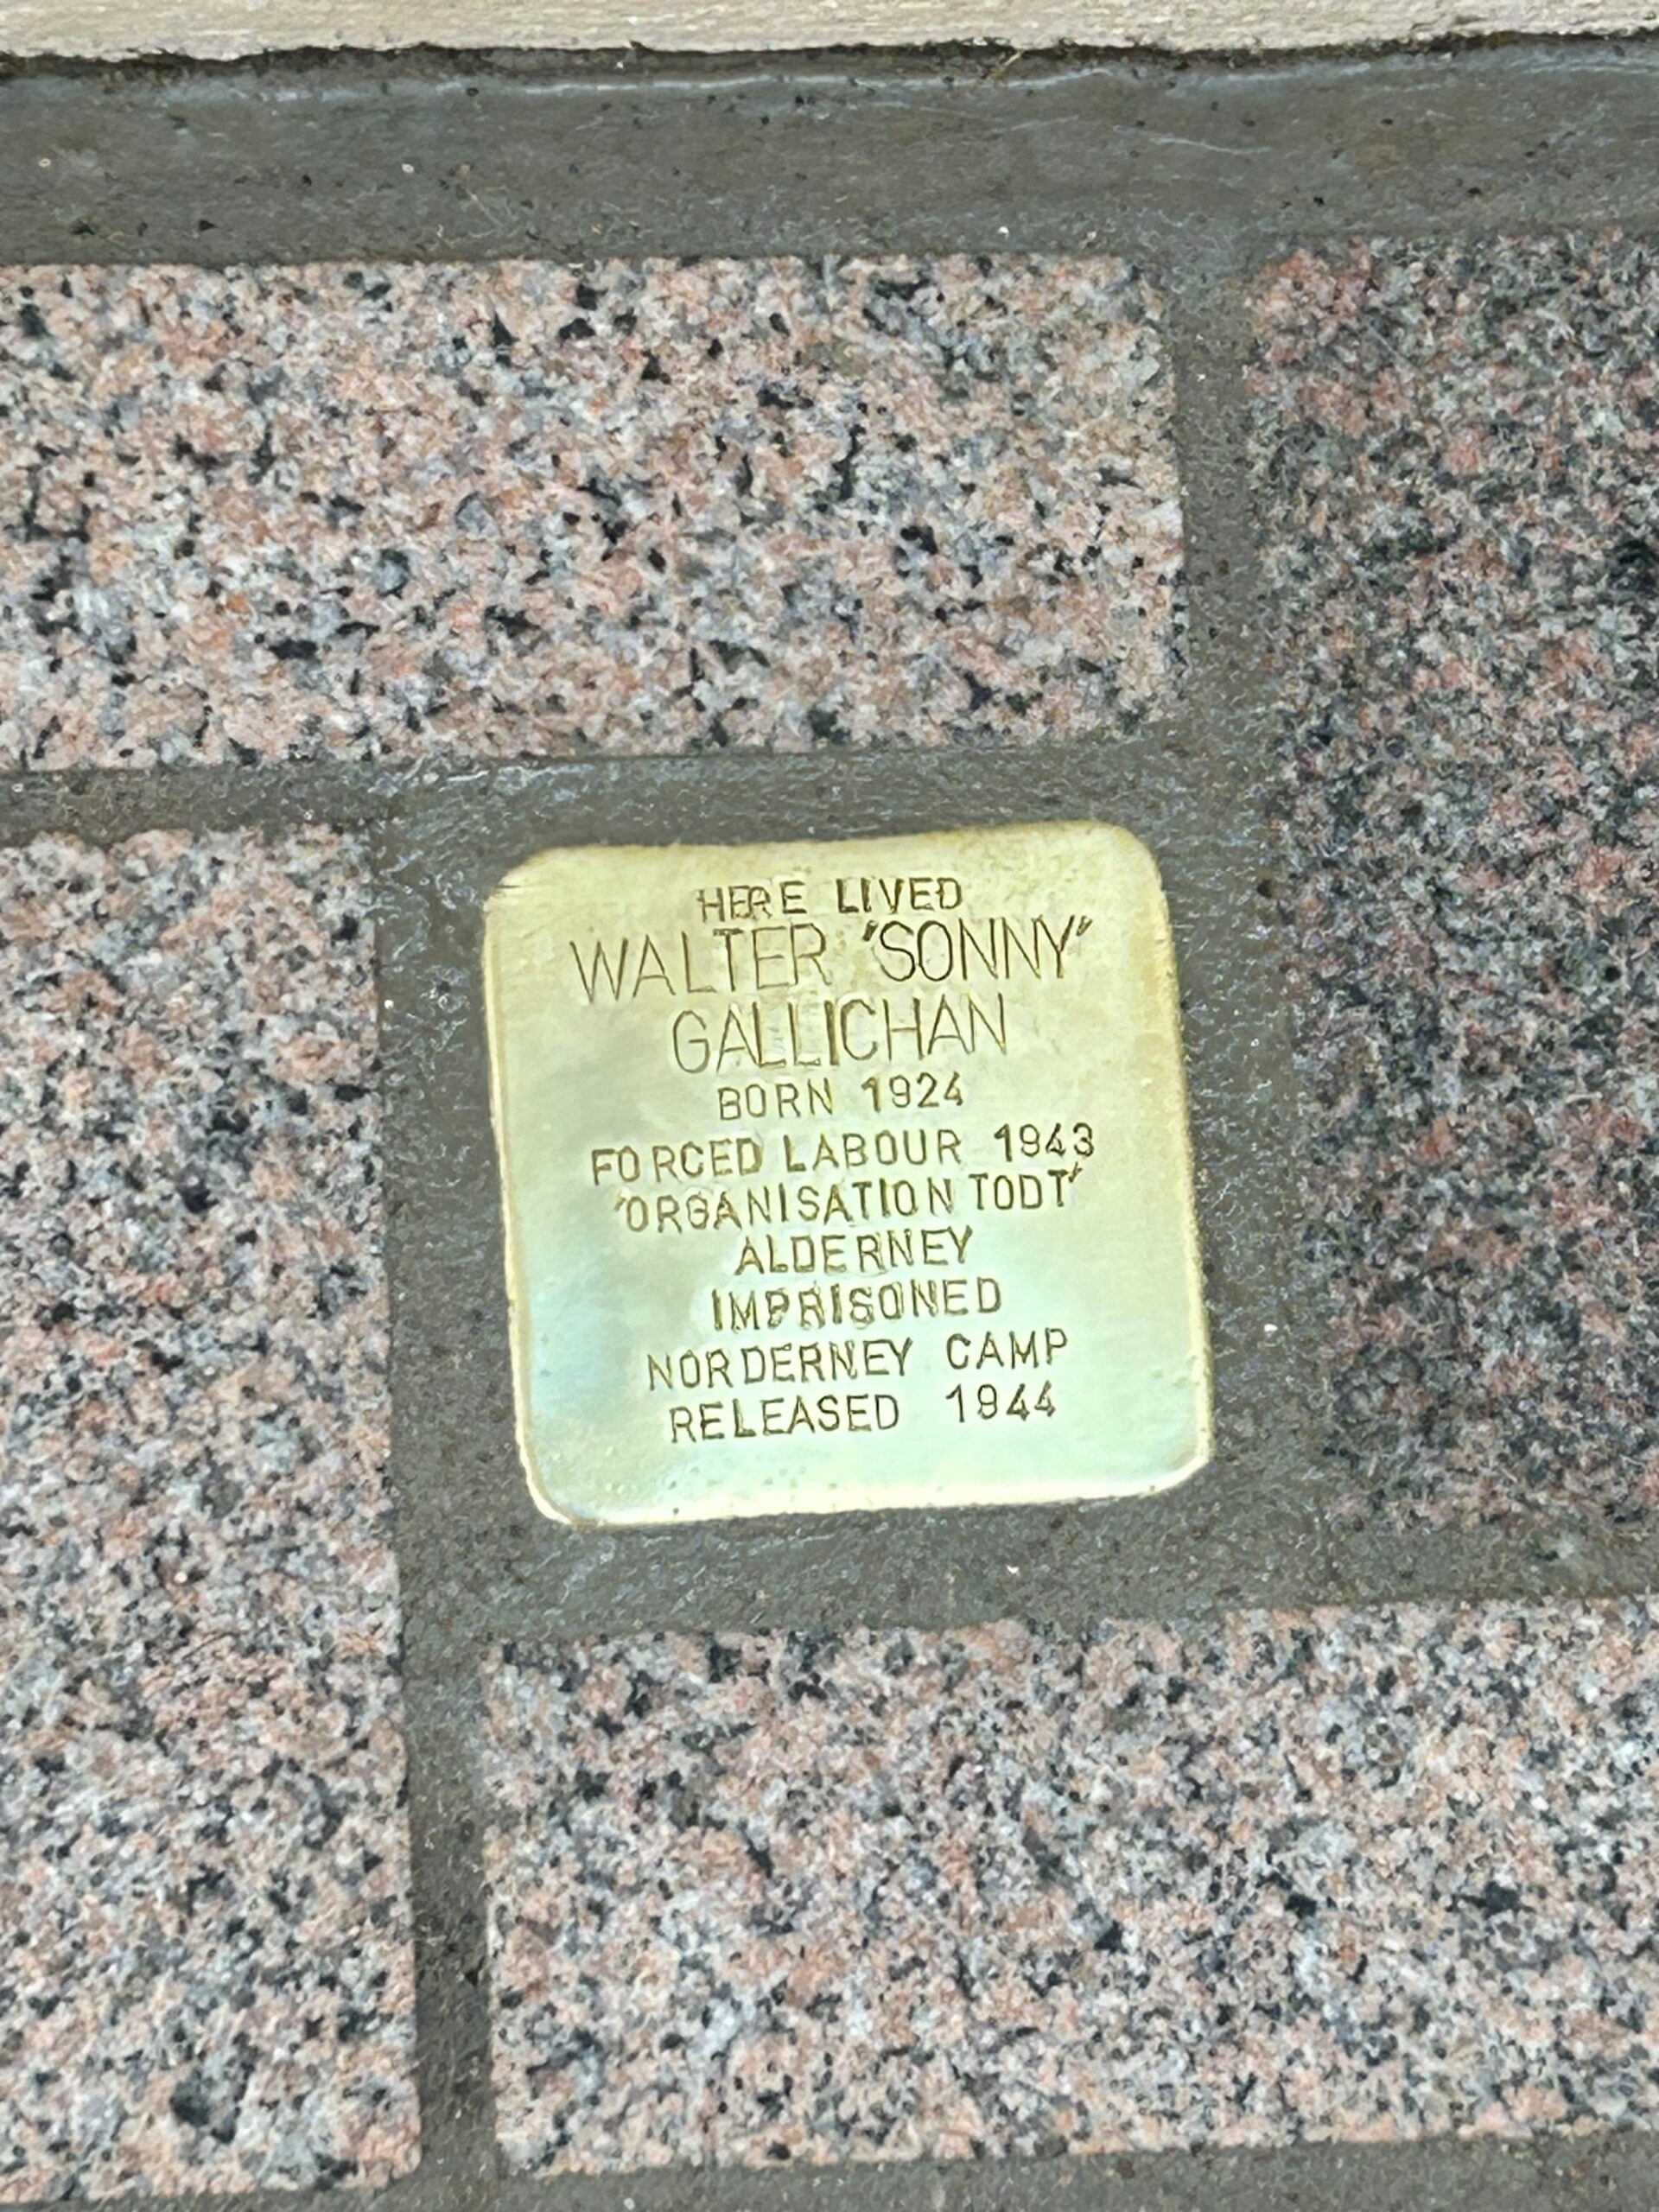 HERE LIVED
WALTER "SONNY"
GALLICHAN
BORN 1924
FORCED LABOUR 1943
"ORGANISATION TODT"
ALDERNEY
IMPRISONED
NORDERNEY CAMP
RELEASED 1944